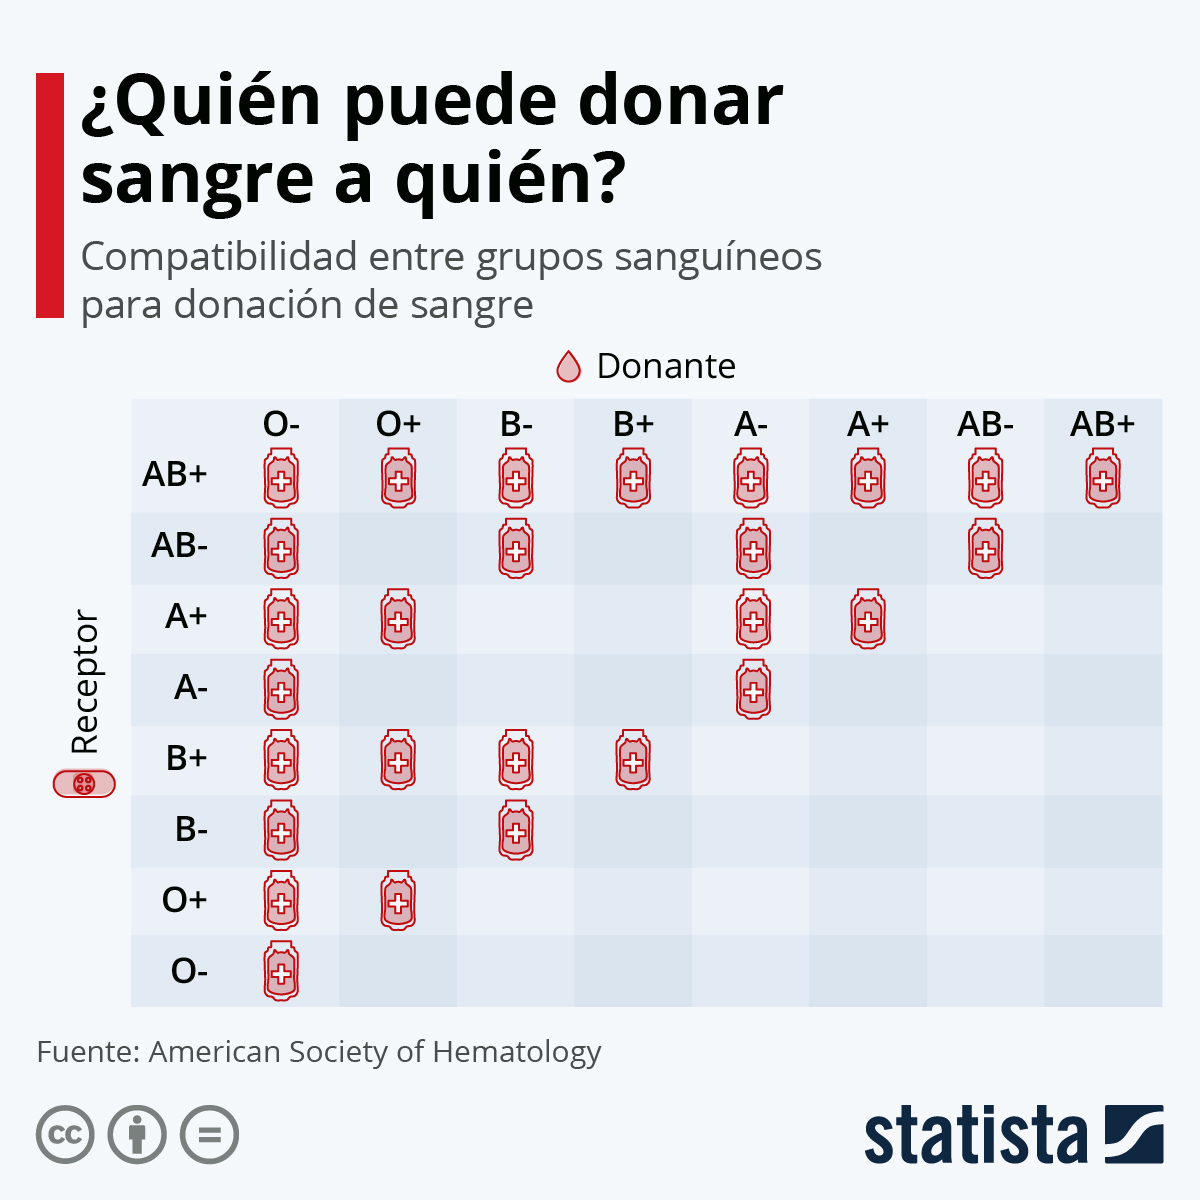 ¿Quién puede donar
sangre a quién?
Compatibilidad entre grupos sanguíneos
para donación de sangre
Donante
O- O+ B- B+ A- A+ AB- AB+
AB+
AB-
A+
A-
B+
B-
O+
O-
Receptor
Fuente: American Society of Hematology
cc
statista